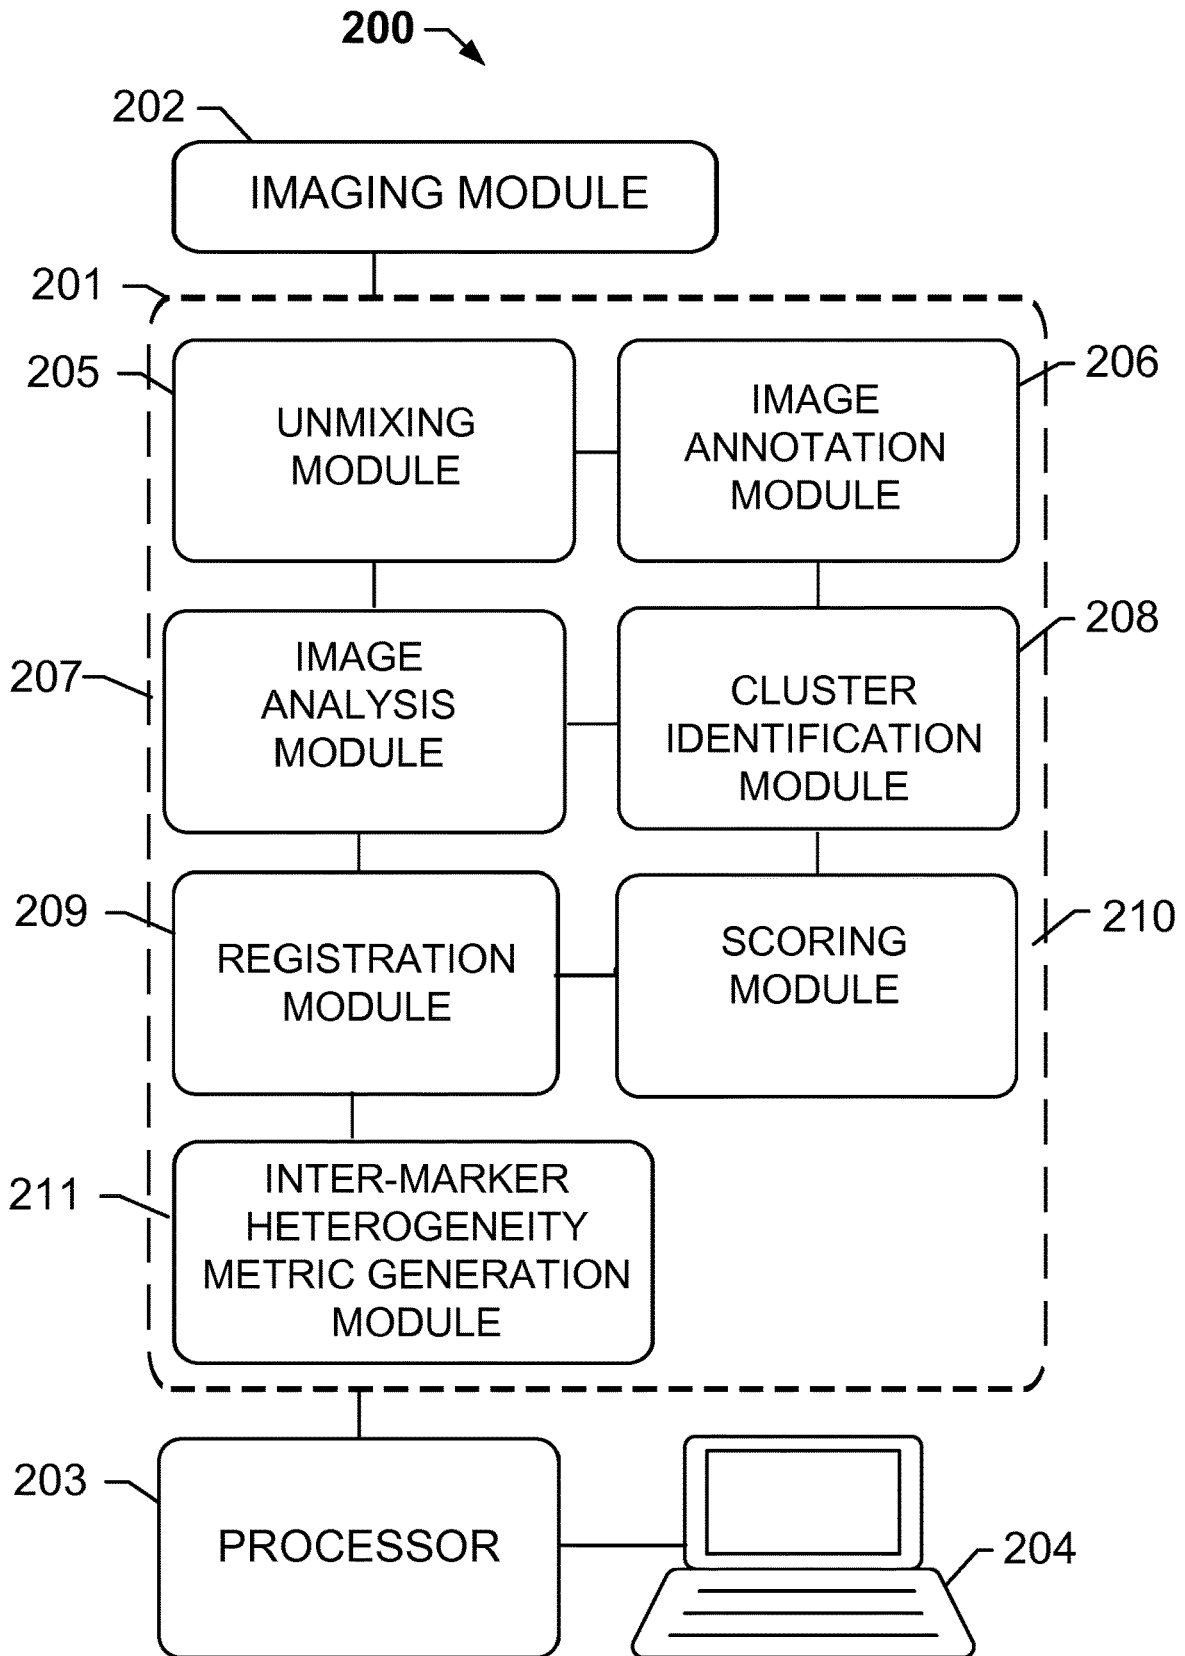 200
202
IMAGING MODULE
201
205
UNMIXING
MODULE
206
IMAGE
ANNOTATION
MODULE
207
IMAGE
ANALYSIS
MODULE
208
CLUSTER
IDENTIFICATION
MODULE
209
REGISTRATION
MODULE
210
SCORING
MODULE
211
INTER-MARKER
HETEROGENEITY
METRIC GENERATION
MODULE
203
PROCESSOR
204